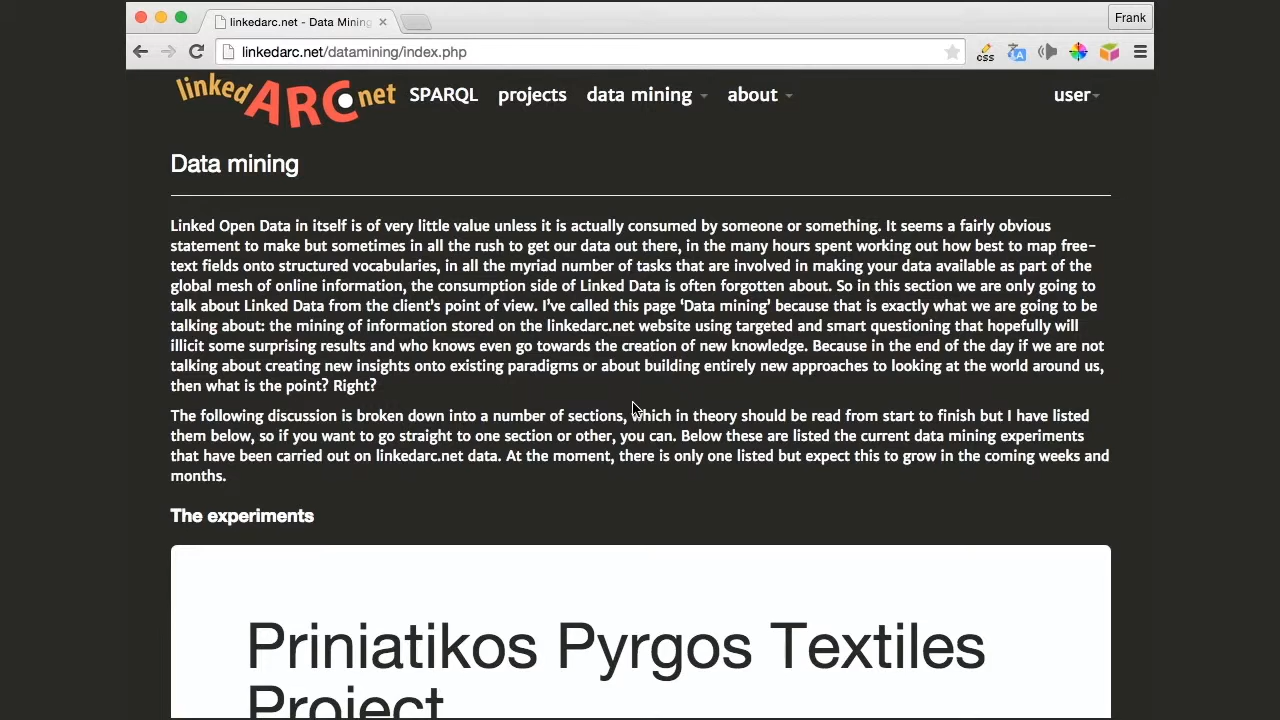 linkedarc.net - Data Mining
Frank
linkedarc.net/datamining/index.php
css
linked ARC net
SPARQL projects data mining about user
Data mining
Linked Open Data in itself is of very little value unless it is actually consumed by someone or something. It seems a fairly obvious
statement to make but sometimes in all the rush to get our data out there, in the many hours spent working out how best to map free-
text fields onto structured vocabularies, in all the myriad number of tasks that are involved in making your data available as part of the
global mesh of online information, the consumption side of Linked Data is often forgotten about. So in this section we are only going to
talk about Linked Data from the client's point of view. I've called this page ‘Data mining’ because that is exactly what we are going to be
talking about: the mining of information stored on the linkedarc.net website using targeted and smart questioning that hopefully will
illicit some surprising results and who knows even go towards the creation of new knowledge. Because in the end of the day if we are not
talking about creating new insights onto existing paradigms or about building entirely new approaches to looking at the world around us,
then what is the point? Right?
The following discussion is broken down into a number of sections, which in theory should be read from start to finish but I have listed
them below, so if you want to go straight to one section or other, you can. Below these are listed the current data mining experiments
that have been carried out on linkedarc.net data. At the moment, there is only one listed but expect this to grow in the coming weeks and
months.
The experiments
Priniatikos Pyrgos Textiles
Project